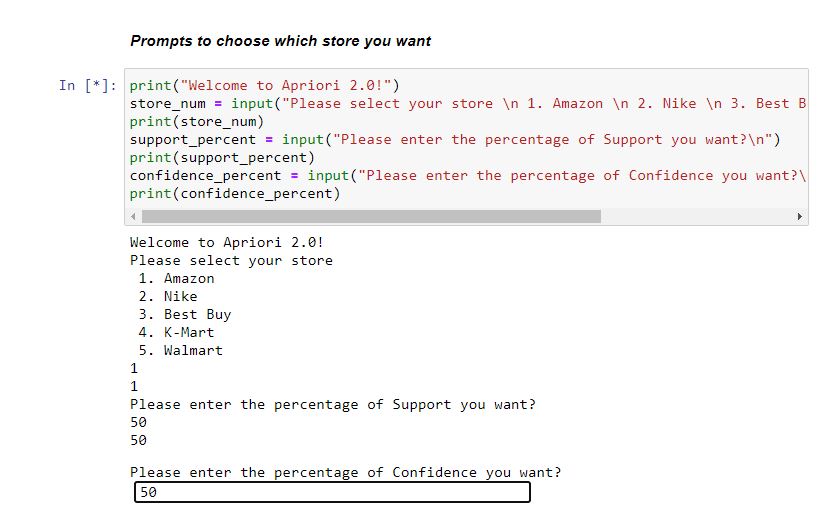 Prompts to choose which store you want
In [*]: print("Welcome to Apriori 2.0!")
store_num = input("Please select your store \n 1. Amazon \n 2. Nike \n 3. Best B
print(store_num)
support_percent = input("Please enter the percentage of Support you want?\n")
print(support_percent)
confidence_percent = input("Please enter the percentage of Confidence you want?\
print(confidence_percent)
Welcome to Apriori 2.0!
Please select your store
1. Amazon
2. Nike
3. Best Buy
4. K-Mart
5. Walmart
1
1
Please enter the percentage of Support you want?
50
50
Please enter the percentage of Confidence you want?
50